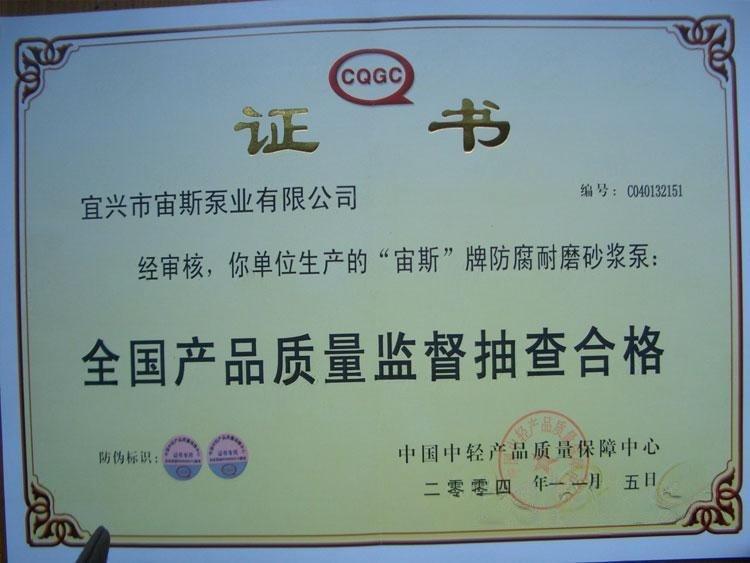 CQGC
证书
编号：C040132151
宜兴市宙斯泵业有限公司
经审核，你单位生产的“宙斯”牌防腐耐磨砂浆泵：
全国产品质量监督抽查合格
防伪标识：
中国中轻产品质量保障中心
二零零四年一一月五日